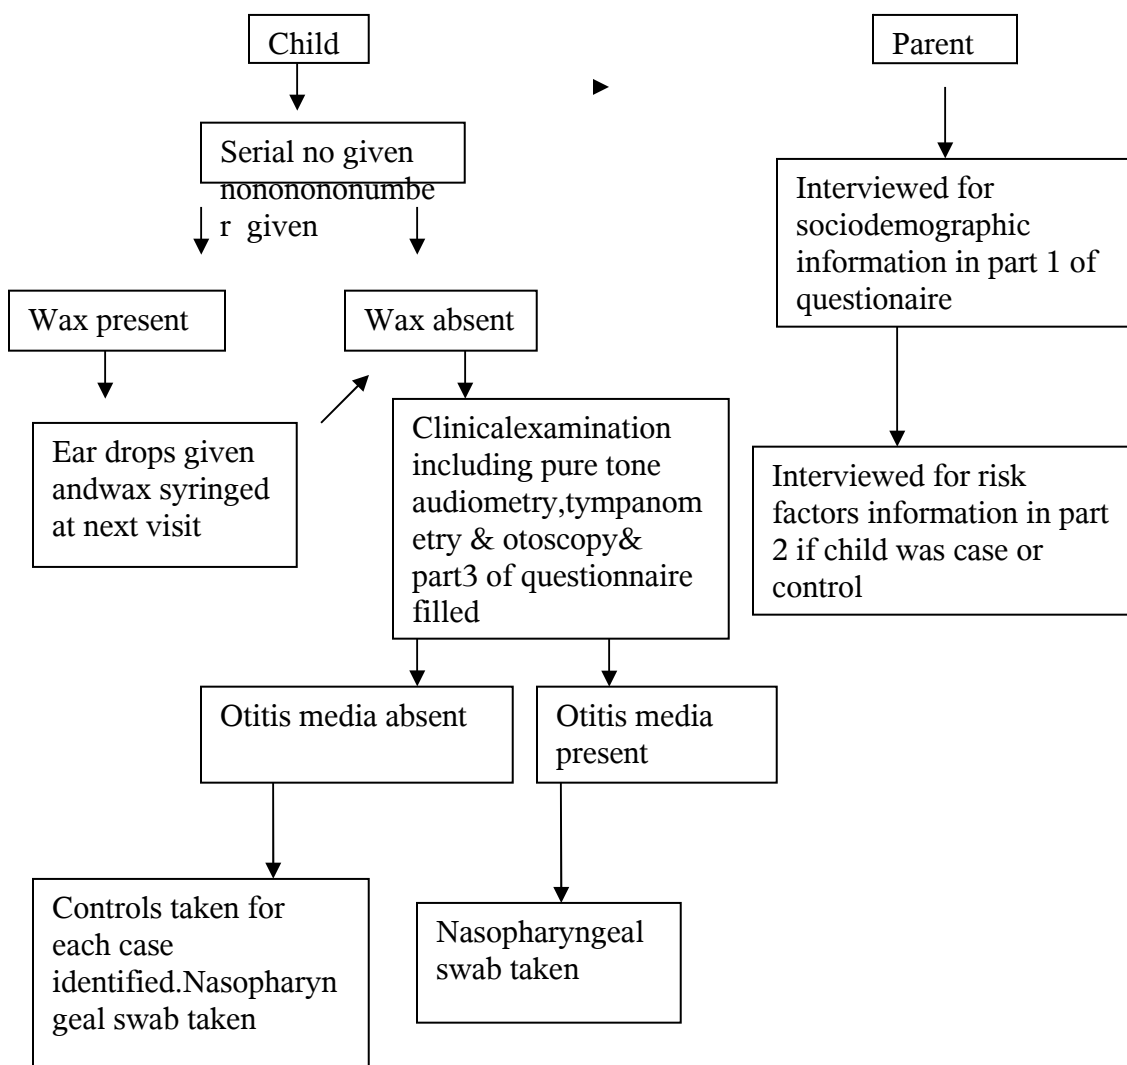 Child
Parent
Serial no given
nononononumbe
r  given
Interviewed for
sociodemographic
information in part 1 of
questionaire
Wax present
Wax absent
Ear drops given
andwax syringed
at next visit
Clinicalexamination
including pure tone
audiometry,tympanom
etry & otoscopy&
part3 of questionnaire
filled
Interviewed for risk
factors information in part
2 if child was case or
control
Otitis media absent
Otitis media
present
Controls taken for
each case
identified.Nasopharyn
geal swab taken
Nasopharyngeal
swab taken